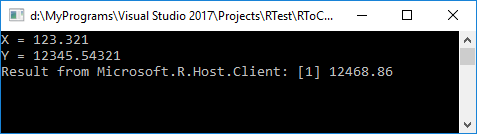 d:\MyPrograms\Visual Studio 2017\Projects\RTest\RToC
X = 123.321
Y = 12345.54321
Result from Microsoft.R.Host.Client: [1] 12468.86